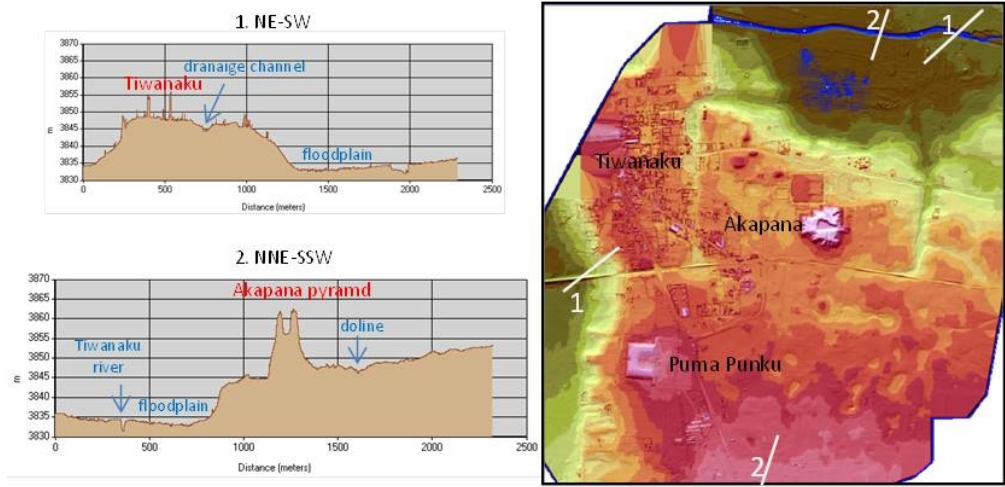 1. NE-SW
3870
3865
3860
3855
3850
3845
3840
3835
3830
m
Tiwanaku
dranaige channel
floodplain
0
500
1000
1500
2000
2500
Distance (meters)
2. NNE-SSW
3870
3865
3860
3855
3850
3845
3840
3835
3830
m
Akapana pyramd
Tiwanaku
river
floodplain
doline
0
500
1000
1500
2000
2500
Distance (meters)
2
1
Tiwanaku
Akapana
1
Puma Punku
2